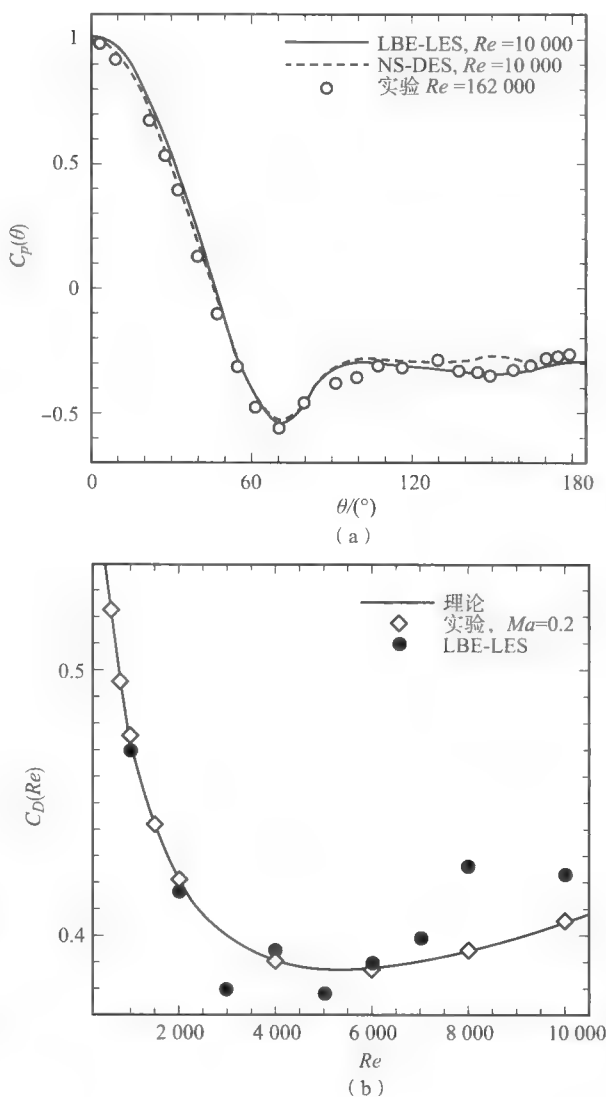 1
LBE-LES, Re =10 000
NS-DES, Re =10 000
实验 Re =162 000
0.5
Cp(θ)
0
−0.5
0 60 120 180
θ/(°)
（a）
理论
实验，Ma=0.2
LBE-LES
0.5
CD(Re)
0.4
2 000 4 000 6 000 8 000 10 000
Re
（b）